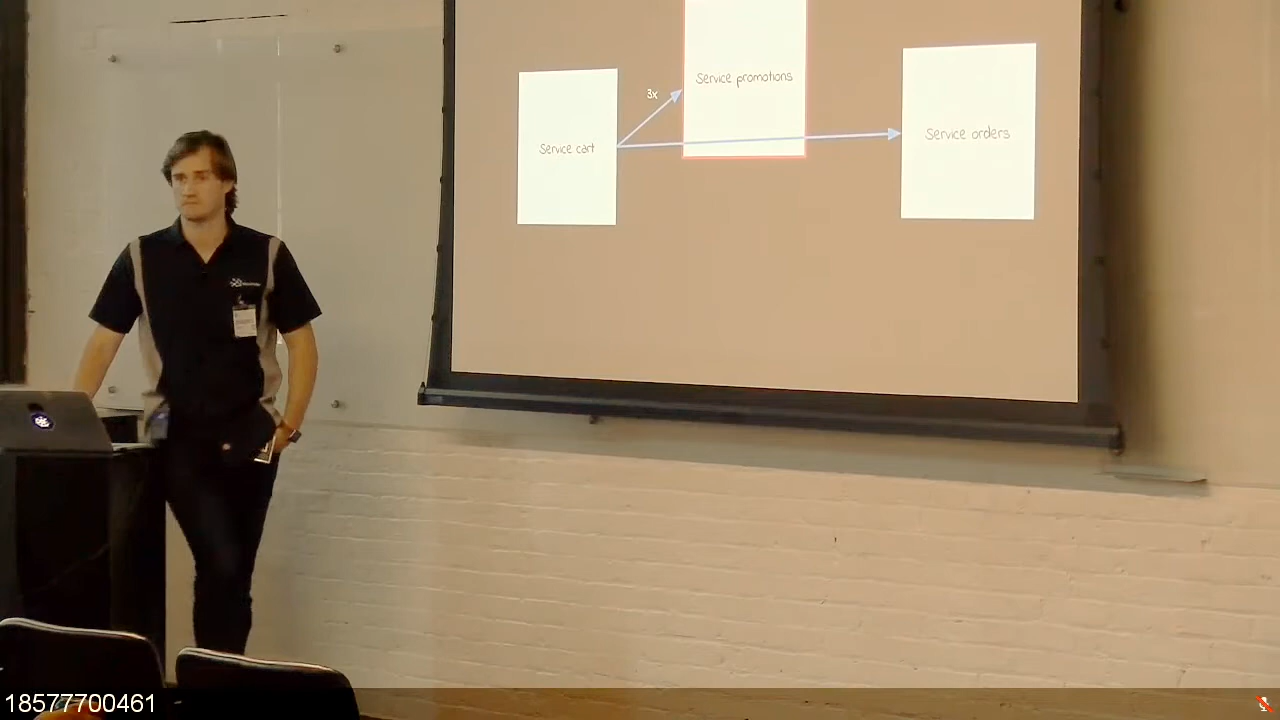 Service promotions
3x
Service cart
Service orders
18577700461